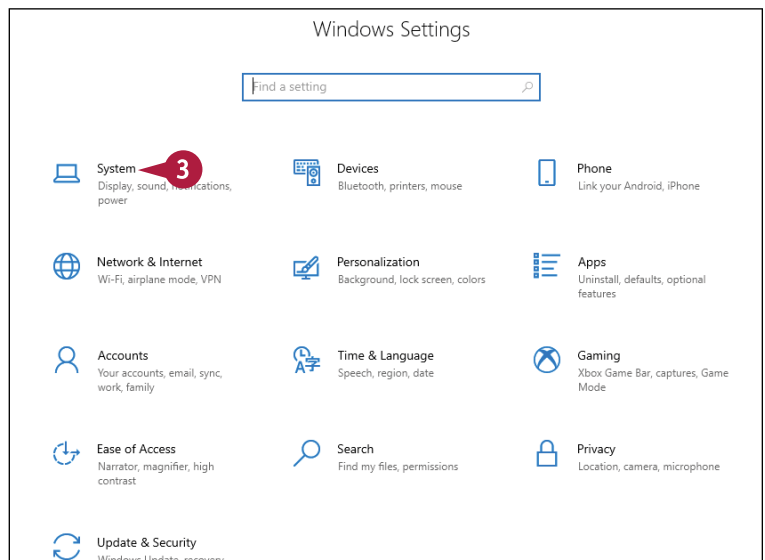 Windows Settings
Find a setting
System
3
Display, sound,
power
Devices
Bluetooth, printers, mouse
Phone
Link your Android, iPhone
Network & Internet
Wi-Fi, airplane mode, VPN
Personalization
Background, lock screen, colors
Apps
Uninstall, defaults, optional
features
Accounts
Your accounts, email, sync,
work, family
Time & Language
Speech, region, date
Gaming
Xbox Game Bar, captures, Game
Mode
Ease of Access
Narrator, magnifier, high
contrast
Search
Find my files, permissions
Privacy
Location, camera, microphone
Update & Security
Windows Update, recovery